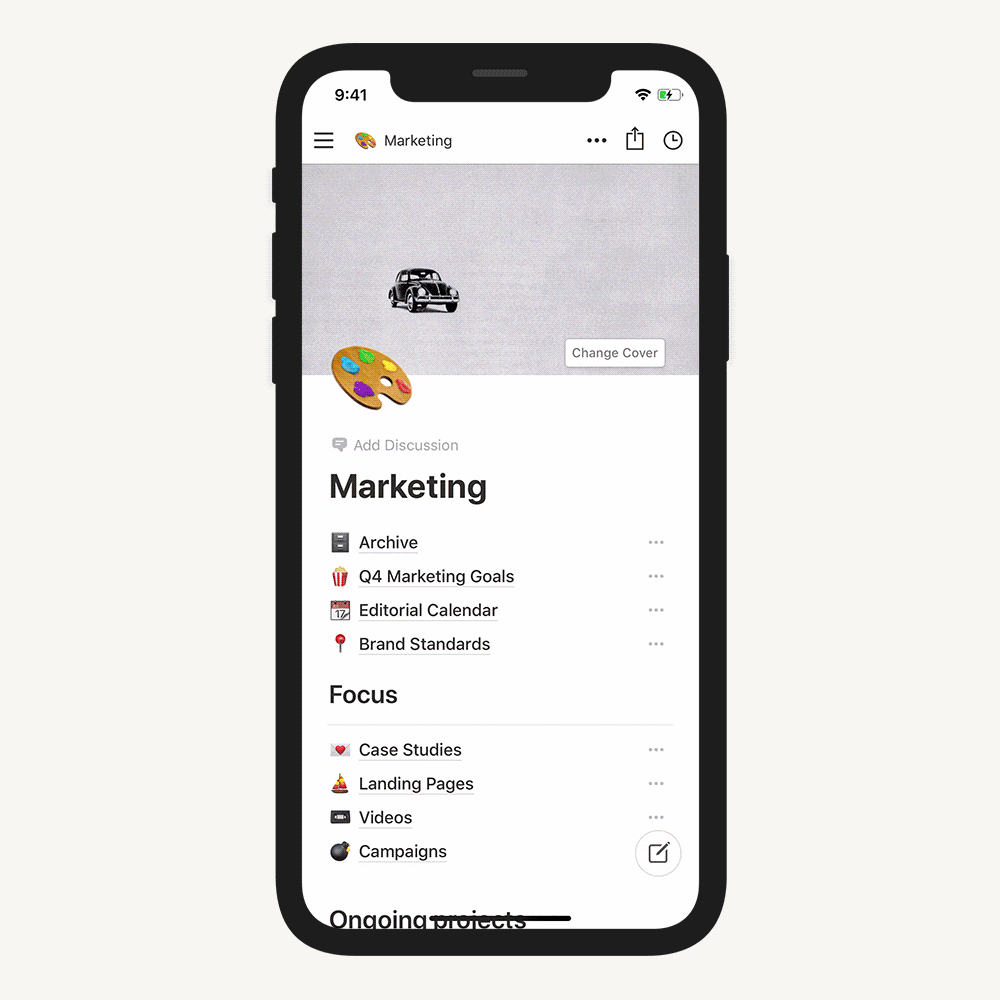 9:41
Marketing
Change Cover
Add Discussion
Marketing
Archive
Q4 Marketing Goals
17
Editorial Calendar
Brand Standards
Focus
Case Studies
Landing Pages
Videos
Campaigns
Ongoing projects